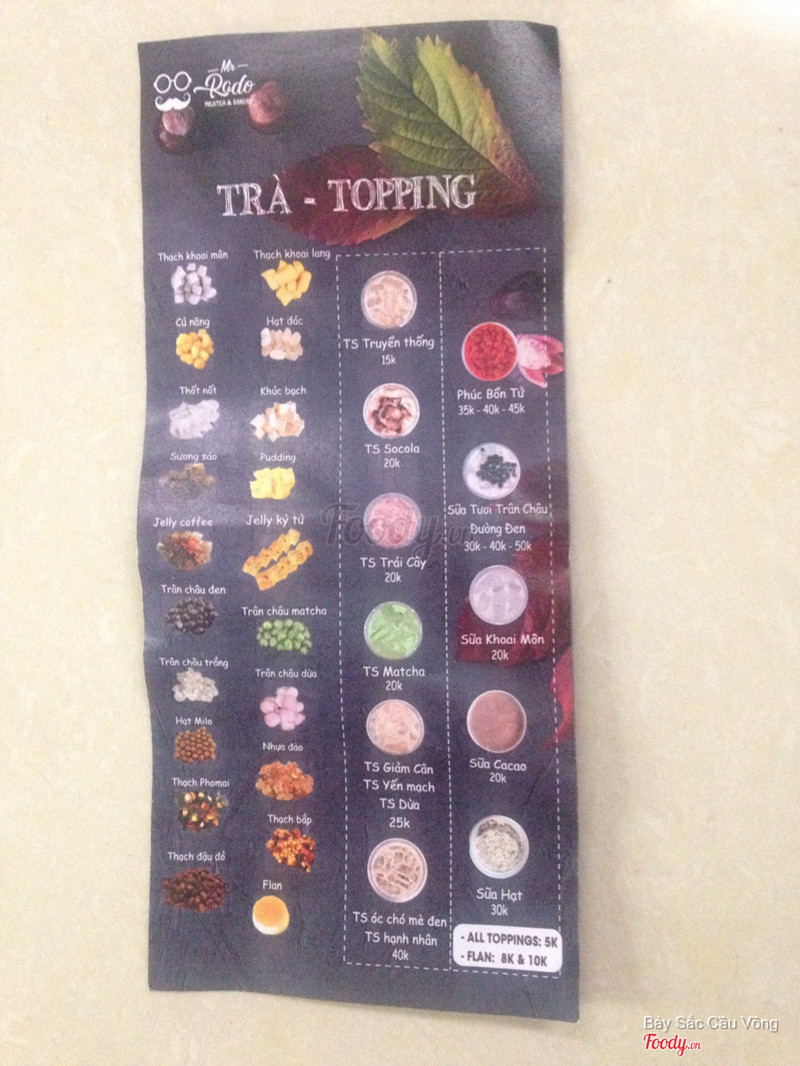 Mr
Rodo
MILKTEA & BAKERY
TRÀ - TOPPING
Thạch khoai môn
Thạch khoai lang
Củ năng
Hạt đác
Thốt nốt
Khúc bạch
Sương sáo
Pudding
Jelly coffee
Jelly kỷ tử
Trân châu đen
Trân châu matcha
Trân châu trắng
Trân châu dừa
Hạt Milo
Nhựa đào
Thạch Phomai
Thạch bắp
Thạch đậu đỏ
Flan
TS Truyền thống
15k
TS Socola
20k
TS Trái Cây
20k
TS Matcha
20k
TS Giảm Cân
TS Yến mạch
TS Dừa
25k
TS óc chó mè đen
TS hạnh nhân
40k
Phúc Bồn Tử
35k - 40k - 45k
Sữa Tươi Trân Châu
Đường Đen
30k - 40k - 50k
Sữa Khoai Môn
20k
Sữa Cacao
20k
Sữa Hạt
30k
- ALL TOPPINGS: 5K
- FLAN: 8K & 10K
Foody.vn
Bảy Sắc Cầu Vồng
Foody.vn